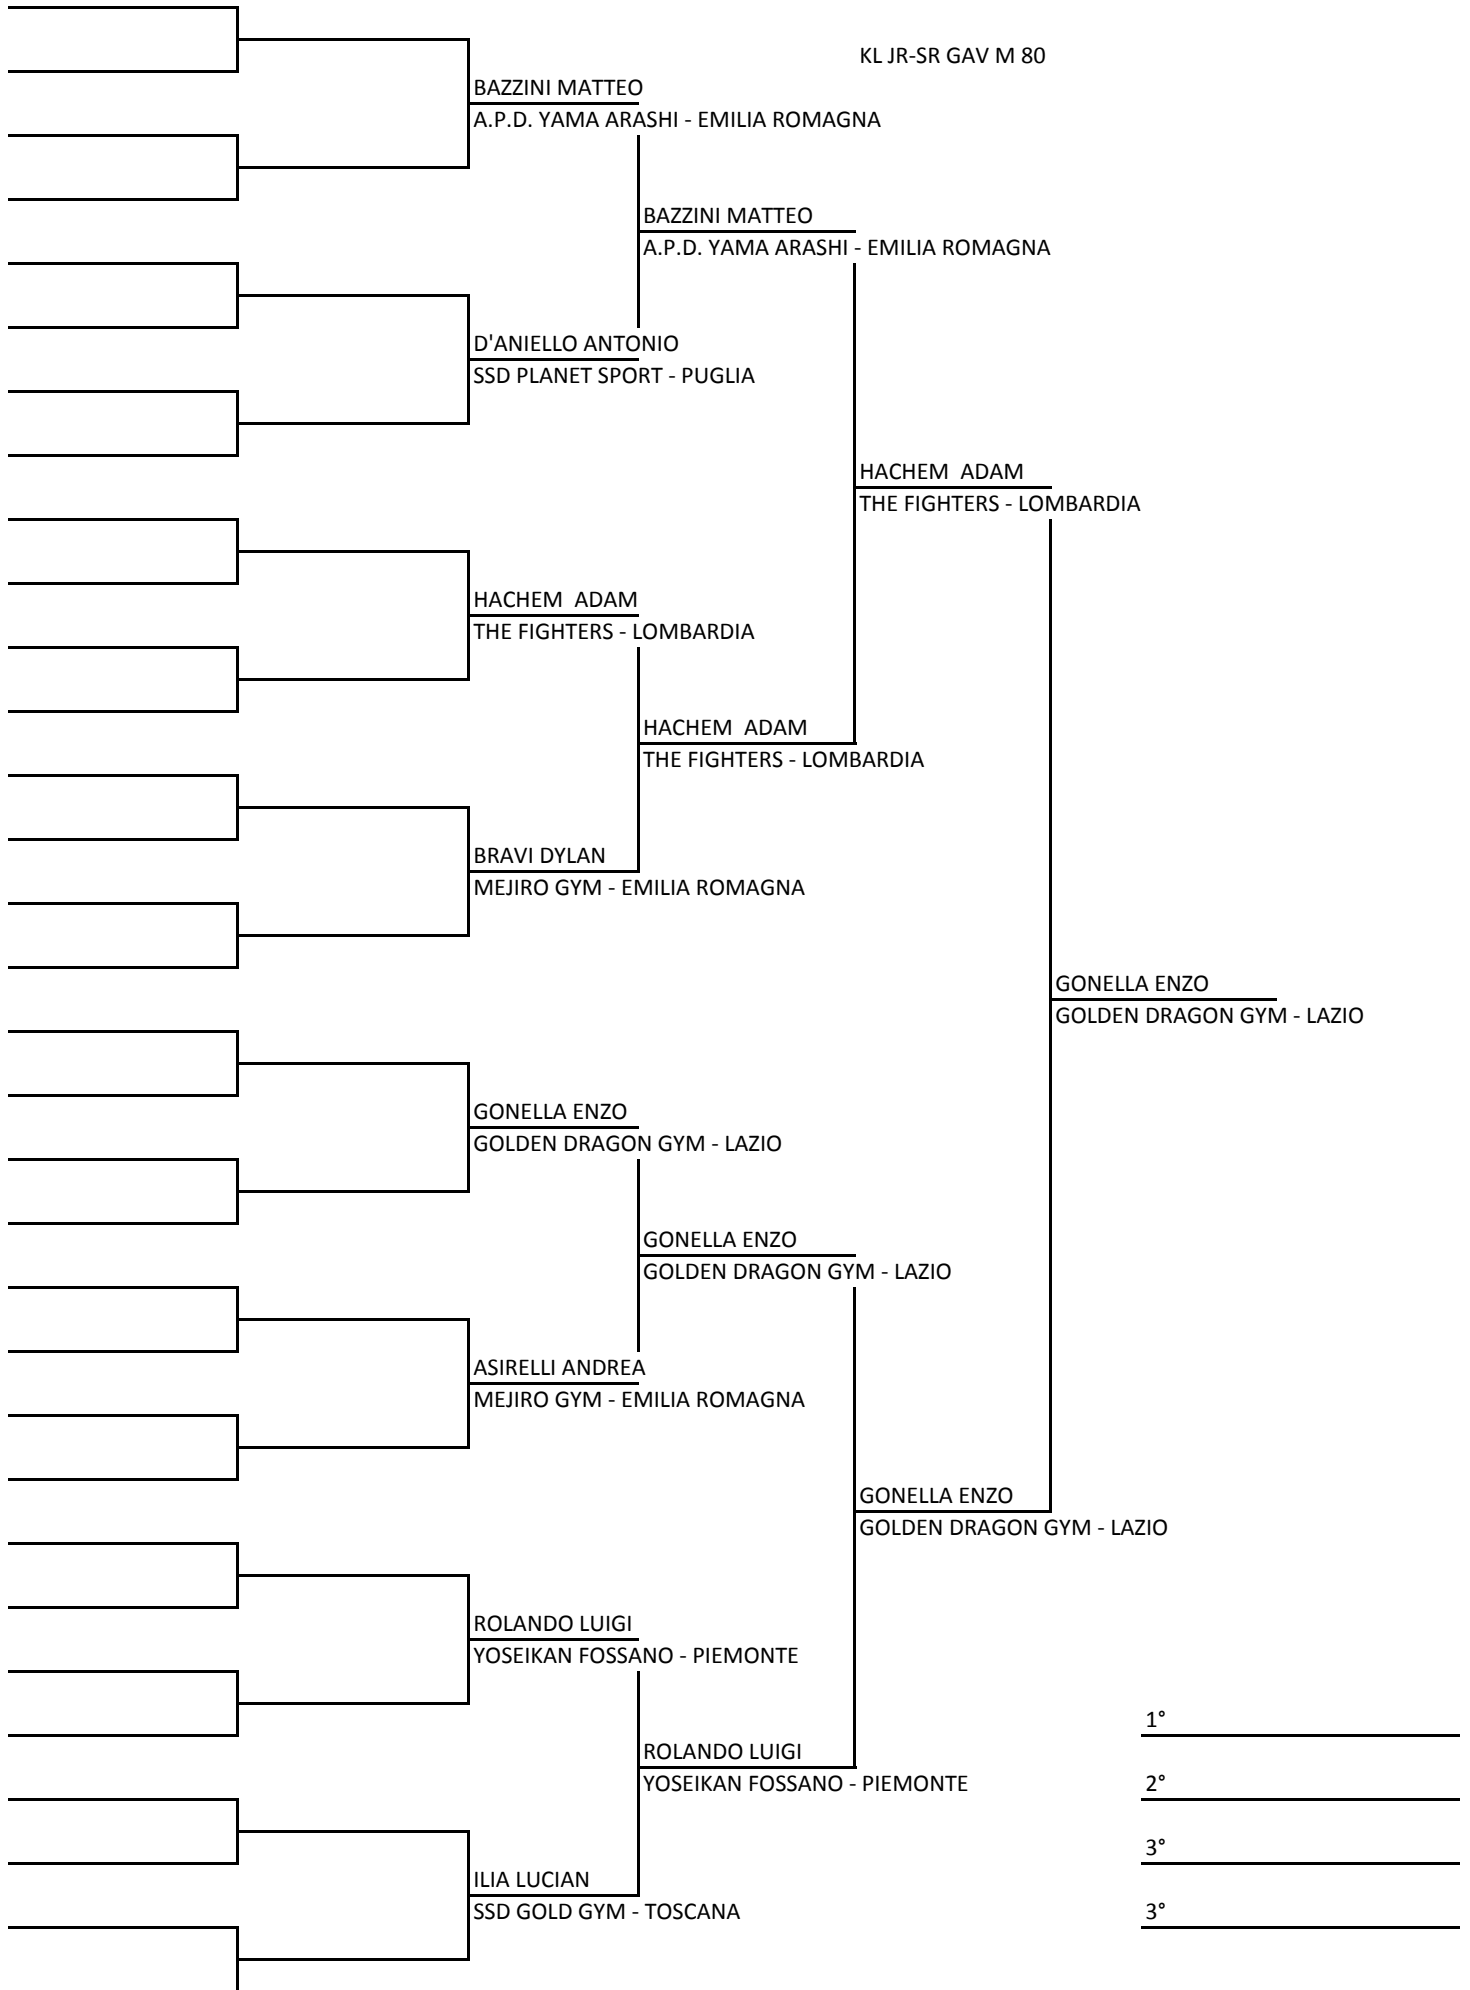 KL JR-SR GAV M 80
BAZZINI MATTEO
A.P.D. YAMA ARASHI - EMILIA ROMAGNA
BAZZINI MATTEO
A.P.D. YAMA ARASHI - EMILIA ROMAGNA
D'ANIELLO ANTONIO
SSD PLANET SPORT - PUGLIA
HACHEM  ADAM
THE FIGHTERS - LOMBARDIA
HACHEM  ADAM
THE FIGHTERS - LOMBARDIA
HACHEM  ADAM
THE FIGHTERS - LOMBARDIA
BRAVI DYLAN
MEJIRO GYM - EMILIA ROMAGNA
GONELLA ENZO
GOLDEN DRAGON GYM - LAZIO
GONELLA ENZO
GOLDEN DRAGON GYM - LAZIO
GONELLA ENZO
GOLDEN DRAGON GYM - LAZIO
ASIRELLI ANDREA
MEJIRO GYM - EMILIA ROMAGNA
GONELLA ENZO
GOLDEN DRAGON GYM - LAZIO
ROLANDO LUIGI
YOSEIKAN FOSSANO - PIEMONTE
1°
ROLANDO LUIGI
YOSEIKAN FOSSANO - PIEMONTE
2°
3°
ILIA LUCIAN
SSD GOLD GYM - TOSCANA
3°